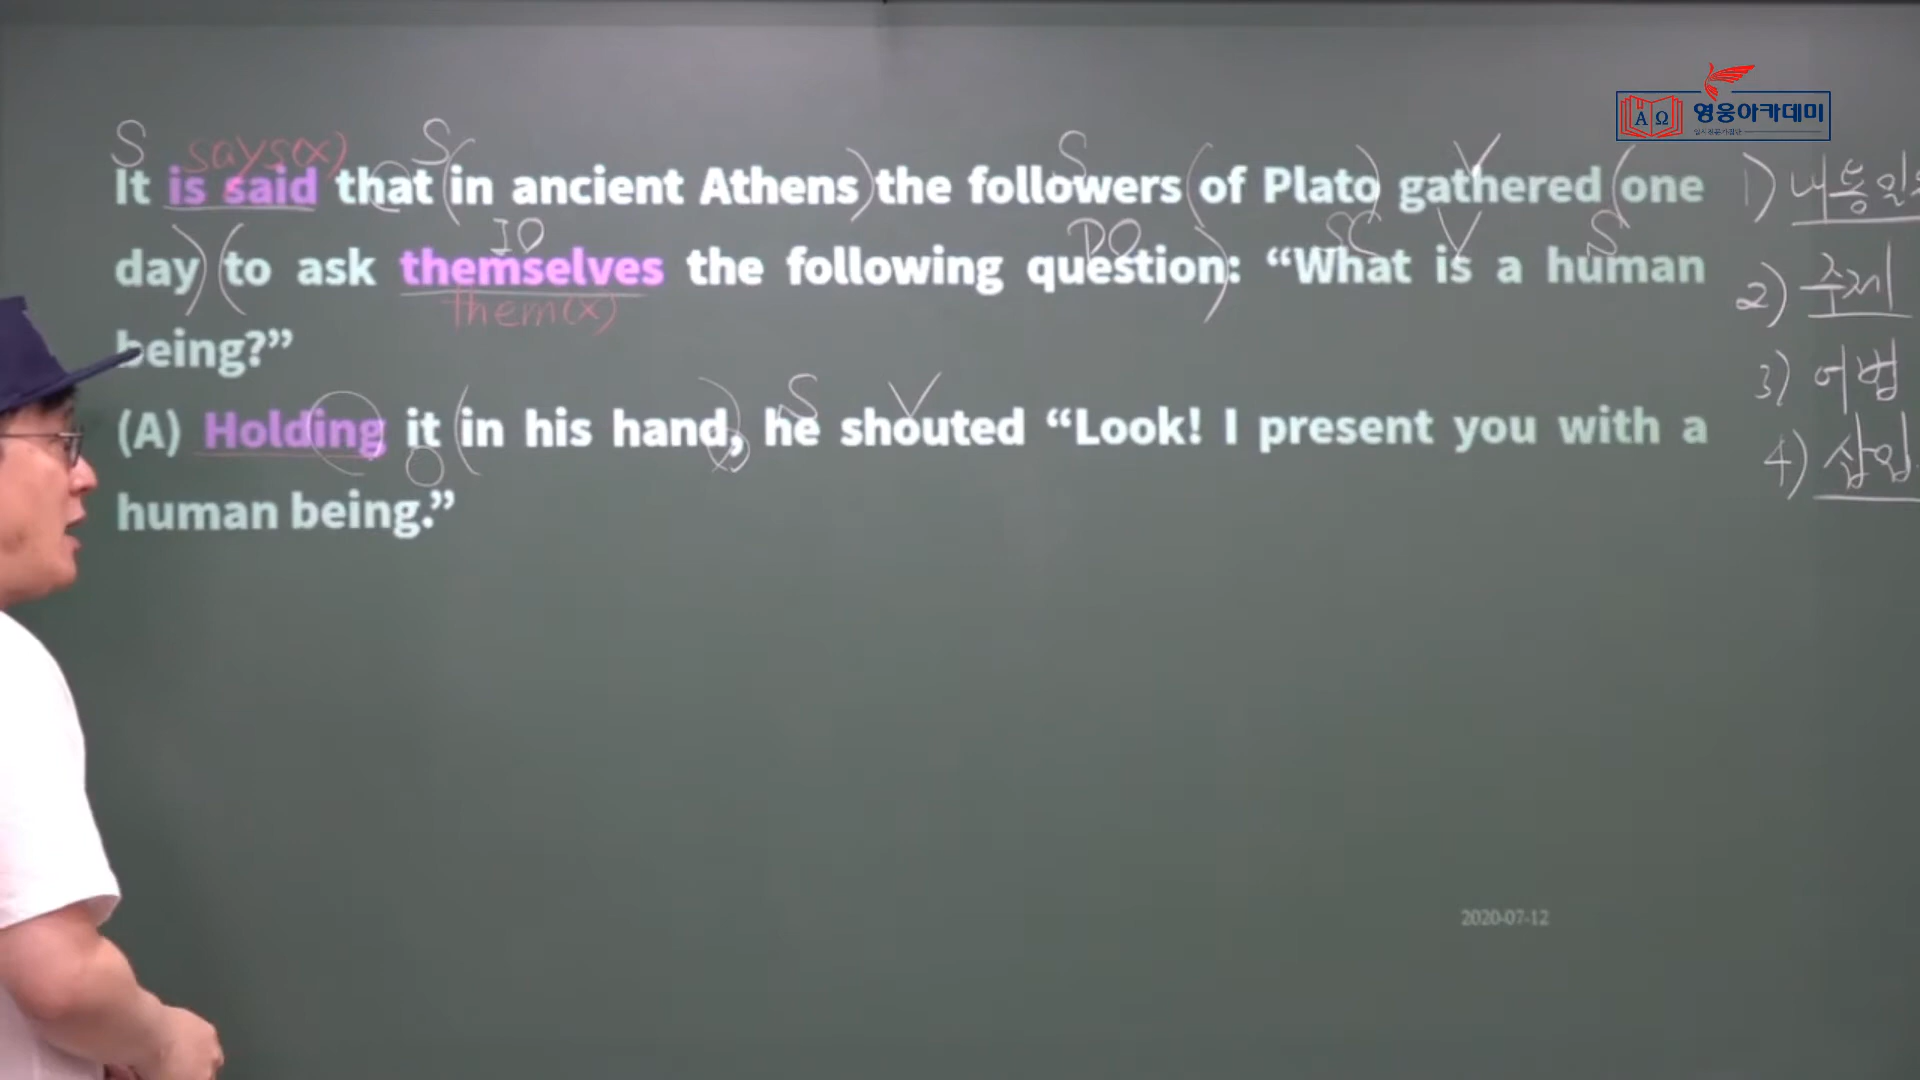 영웅아카데미
S says(x) S S V
It is said that (in ancient Athens) the followers (of Plato) gathered (one
IO DO SC V S
day) (to ask themselves the following question): “What is a human
them(x)
being?”
S V
(A) Holding it (in his hand,) he shouted “Look! I present you with a
O
human being.”
1) 내용일
2) 주제
3) 어법
4) 삽입
2020-07-12